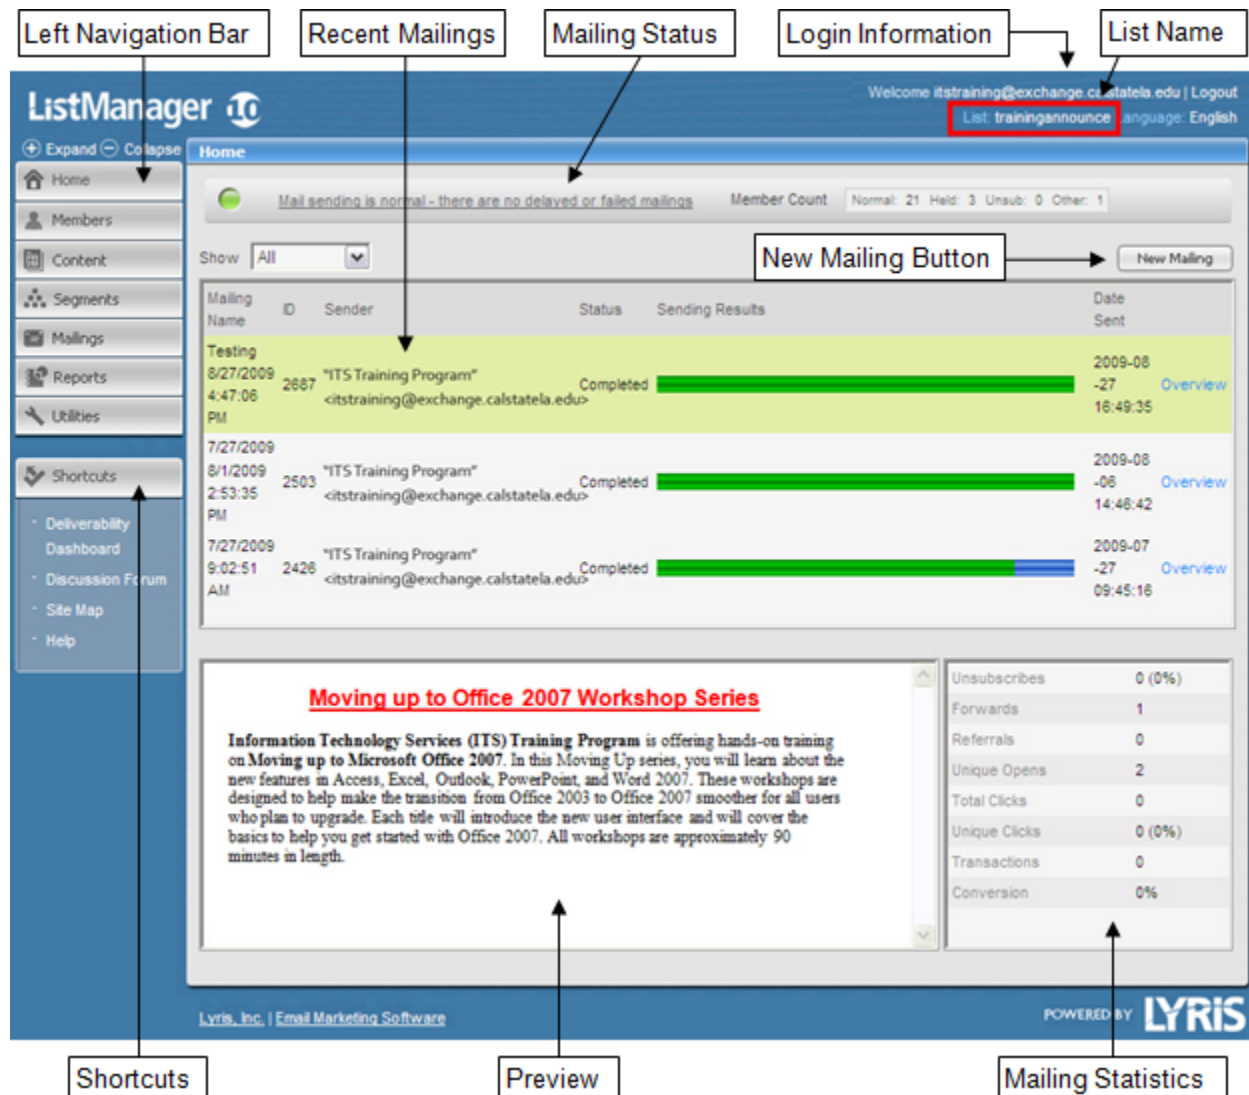 Left Navigation Bar
Recent Mailings
Mailing Status
Login Information
List Name
ListManager 10
Welcome itstraining@exchange.calstatela.edu | Logout
List: trainingannounce Language: English
Expand Collapse
Home
Home
Members
Content
Segments
Mailings
Reports
Utilities
Shortcuts
- Deliverability
Dashboard
- Discussion Forum
- Site Map
- Help
Mail sending is normal - there are no delayed or failed mailings
Member Count
Normal: 21 Held: 3 Unsub: 0 Other: 1
Show All
New Mailing Button
New Mailing
Mailing
Name
ID
Sender
Status
Sending Results
Date
Sent
Testing
8/27/2009
4:47:06
PM
2687
"ITS Training Program"
<itstraining@exchange.calstatela.edu>
Completed
2009-08
-27
16:49:35
Overview
7/27/2009
8/1/2009
2:53:35
PM
2503
"ITS Training Program"
<itstraining@exchange.calstatela.edu>
Completed
2009-08
-06
14:46:42
Overview
7/27/2009
9:02:51
AM
2426
"ITS Training Program"
<itstraining@exchange.calstatela.edu>
Completed
2009-07
-27
09:45:16
Overview
Moving up to Office 2007 Workshop Series
Information Technology Services (ITS) Training Program is offering hands-on training
on Moving up to Microsoft Office 2007. In this Moving Up series, you will learn about the
new features in Access, Excel, Outlook, PowerPoint, and Word 2007. These workshops are
designed to help make the transition from Office 2003 to Office 2007 smoother for all users
who plan to upgrade. Each title will introduce the new user interface and will cover the
basics to help you get started with Office 2007. All workshops are approximately 90
minutes in length.
Unsubscribes 0 (0%)
Forwards 1
Referrals 0
Unique Opens 2
Total Clicks 0
Unique Clicks 0 (0%)
Transactions 0
Conversion 0%
Lyris, Inc. | Email Marketing Software
POWERED BY LYRIS
Shortcuts
Preview
Mailing Statistics